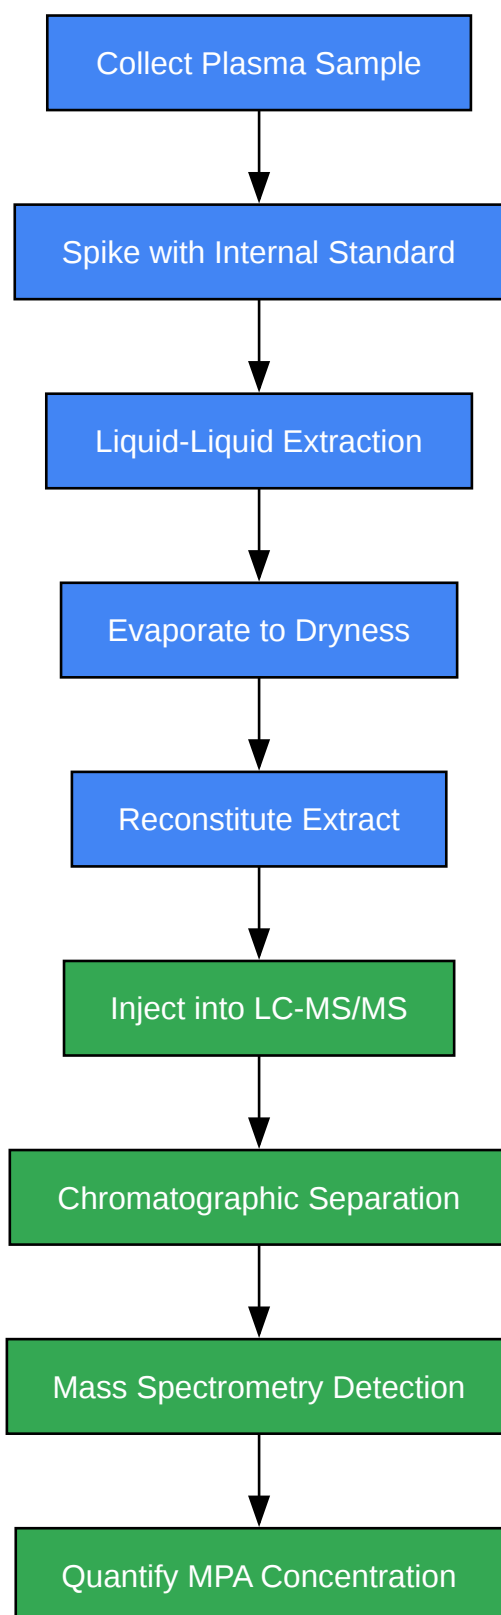 Collect Plasma Sample
Spike with Internal Standard
Liquid-Liquid Extraction
Evaporate to Dryness
Reconstitute Extract
Inject into LC-MS/MS
Chromatographic Separation
Mass Spectrometry Detection
Quantify MPA Concentration